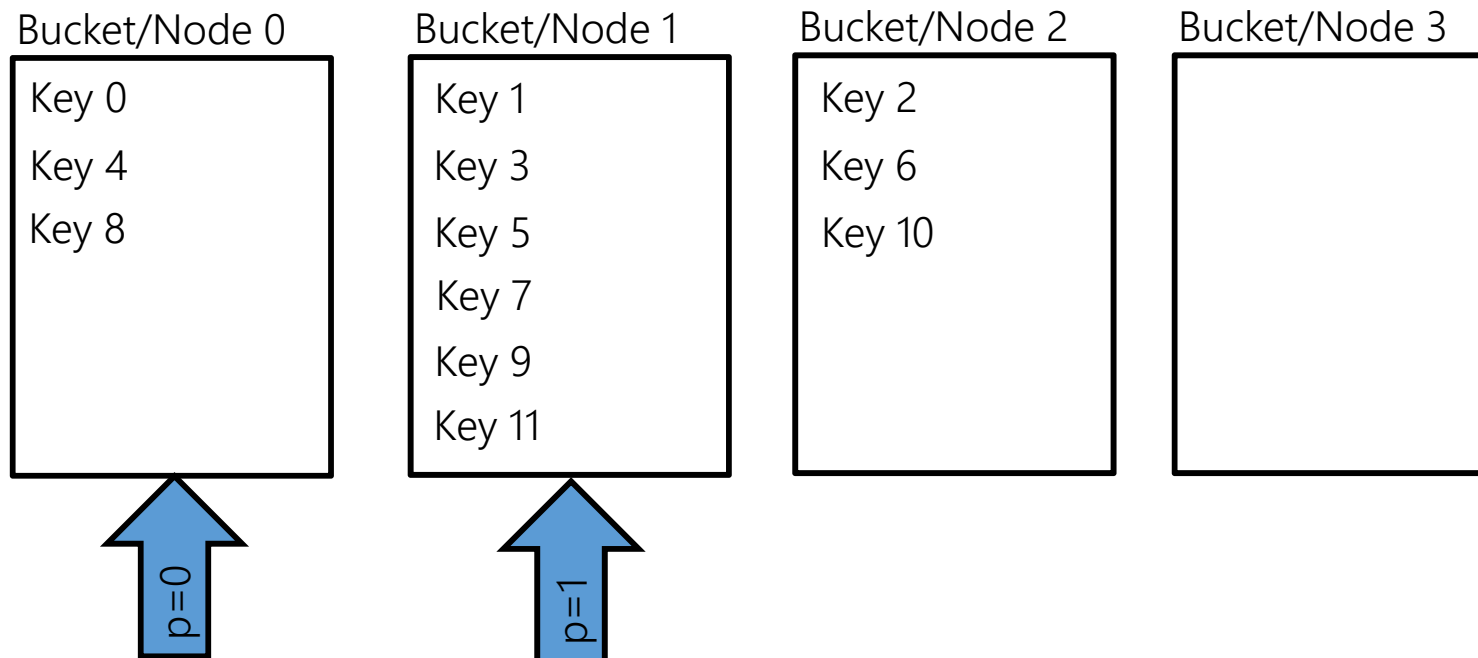 Bucket/Node 0
Key 0
Key 4
Key 8
p=0
Bucket/Node 1
Key 1
Key 3
Key 5
Key 7
Key 9
Key 11
p=1
Bucket/Node 2
Key 2
Key 6
Key 10
Bucket/Node 3